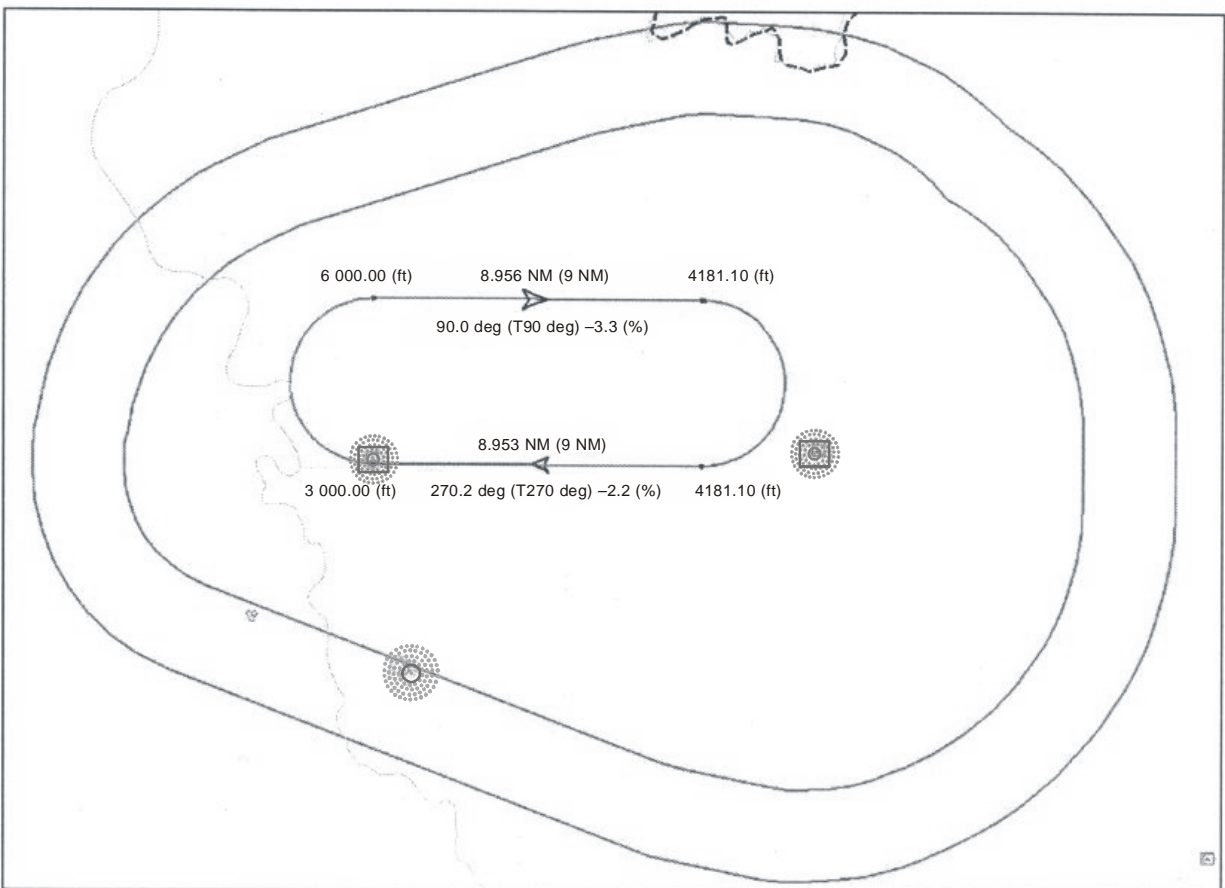 6 000.00 (ft) 8.956 NM (9 NM) 4181.10 (ft)
90.0 deg (T90 deg) –3.3 (%)
8.953 NM (9 NM)
3 000.00 (ft) 270.2 deg (T270 deg) –2.2 (%) 4181.10 (ft)